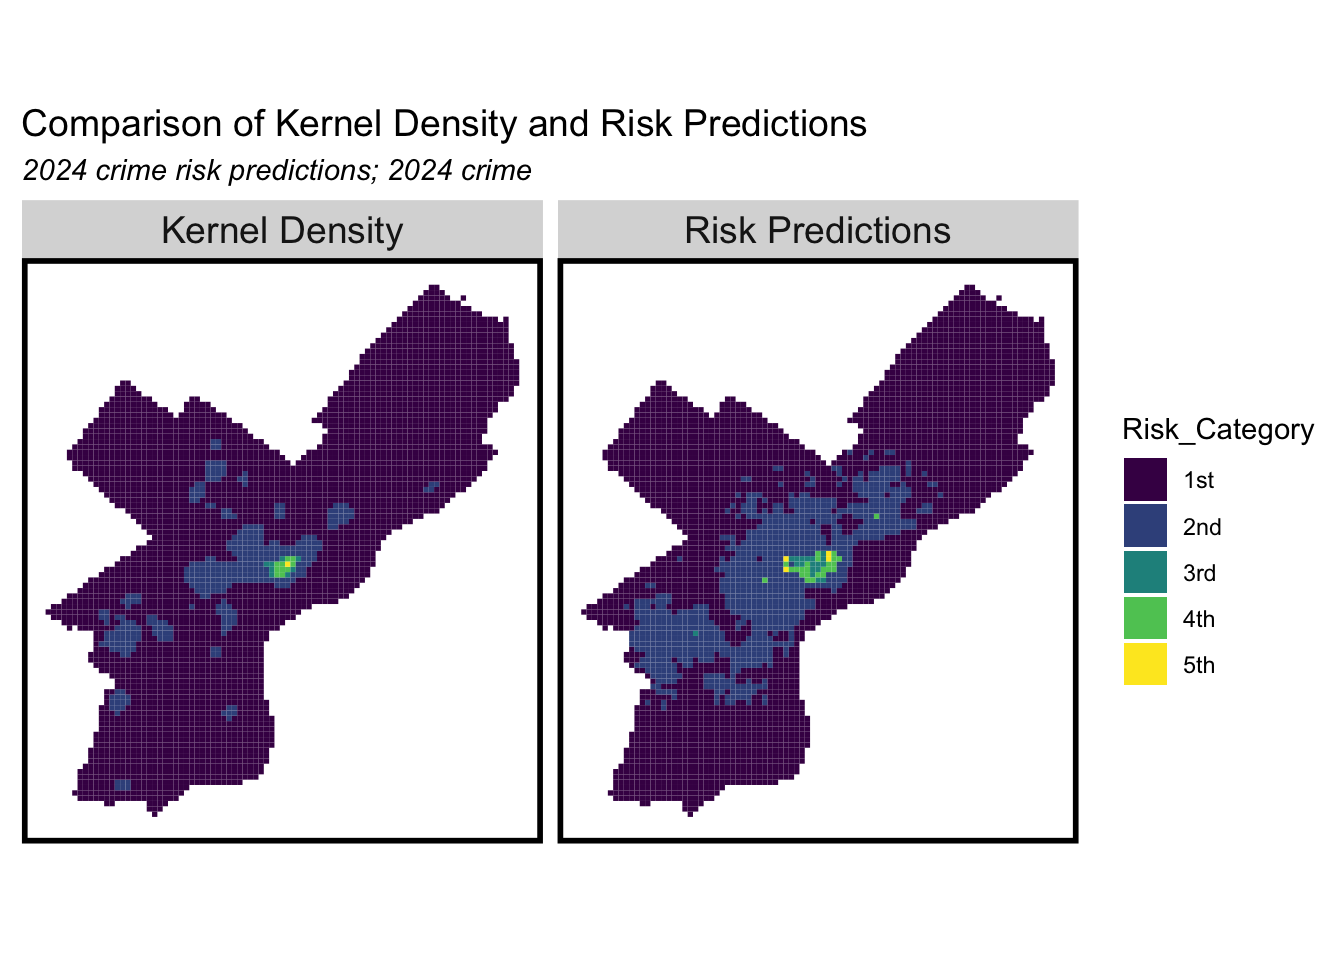 Comparison of Kernel Density and Risk Predictions
2024 crime risk predictions; 2024 crime
Kernel Density
Risk Predictions
Risk_Category
1st
2nd
3rd
4th
5th